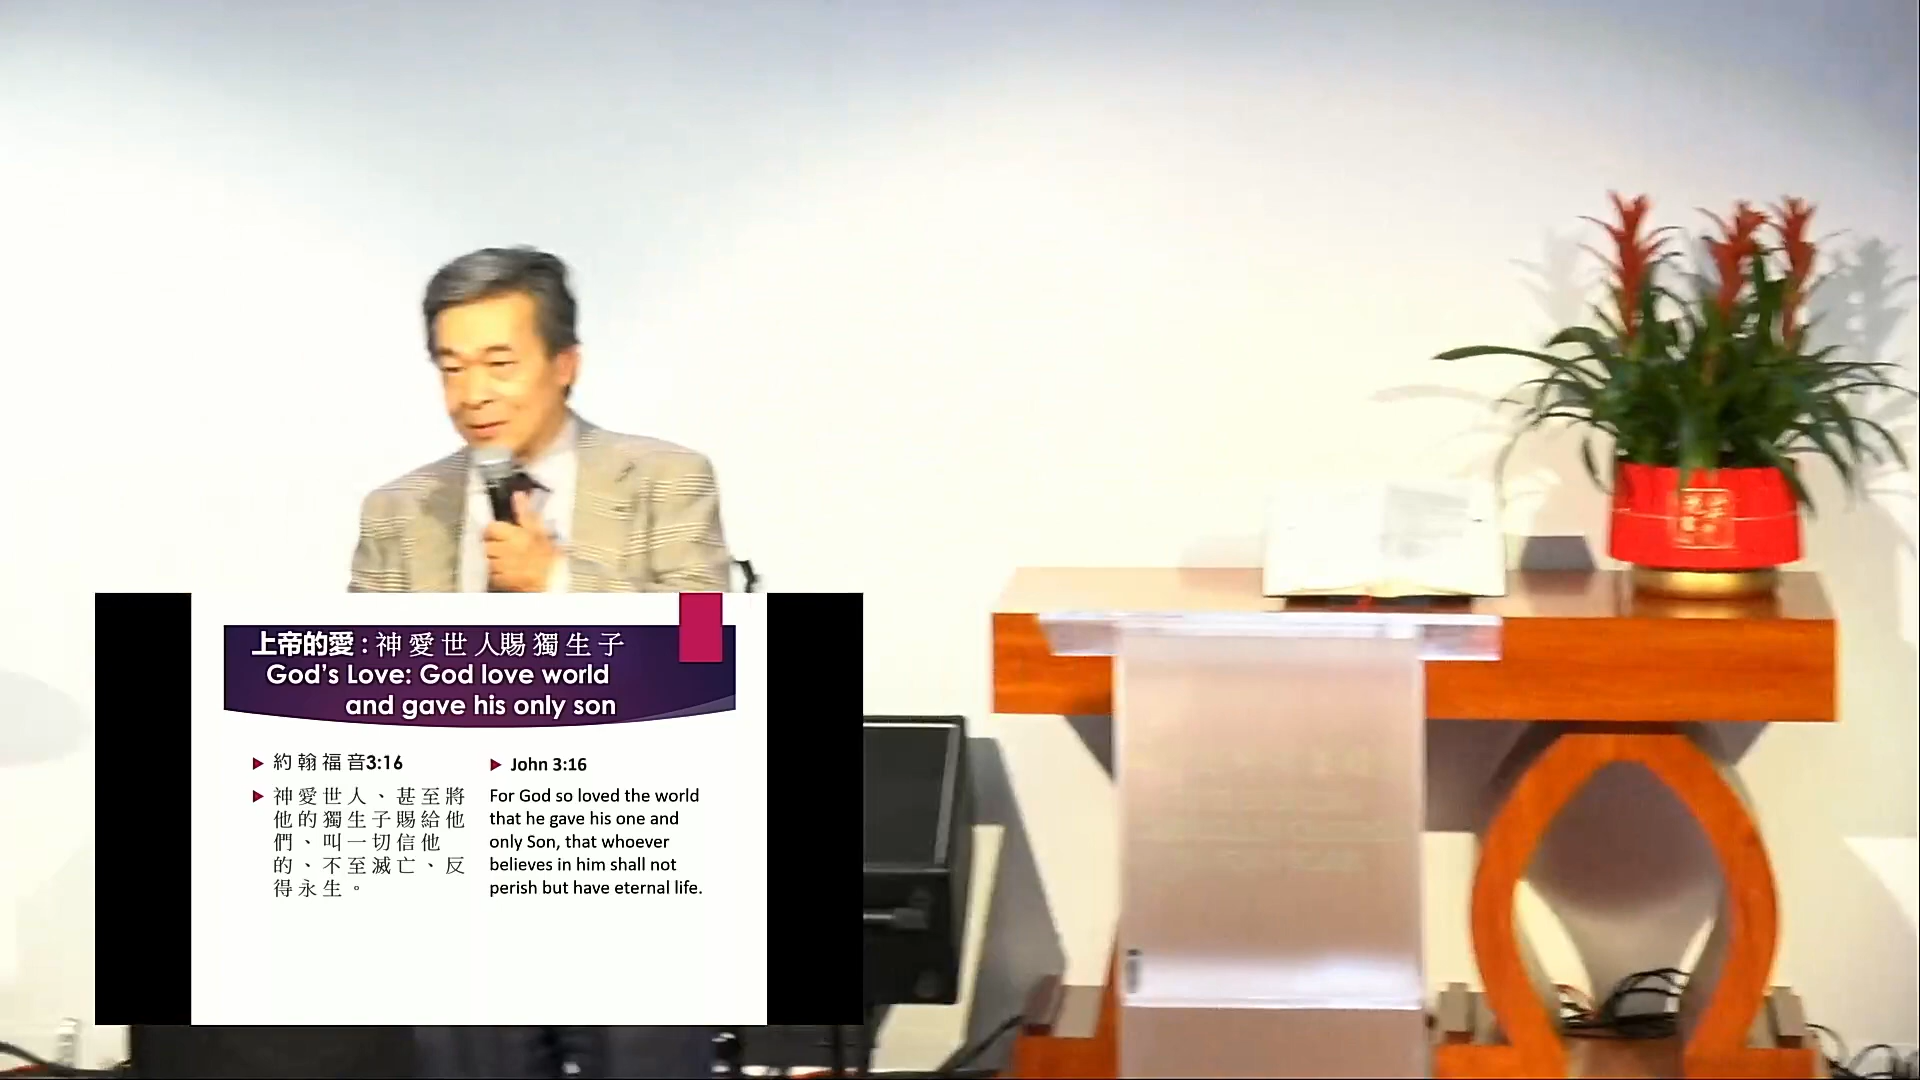 上帝的愛 : 神愛世人賜獨生子
God's Love: God love world
and gave his only son
約翰福音3:16
神愛世人、甚至將
他的獨生子賜給他
們、叫一切信他
的、不至滅亡、反
得永生。
John 3:16
For God so loved the world
that he gave his one and
only Son, that whoever
believes in him shall not
perish but have eternal life.